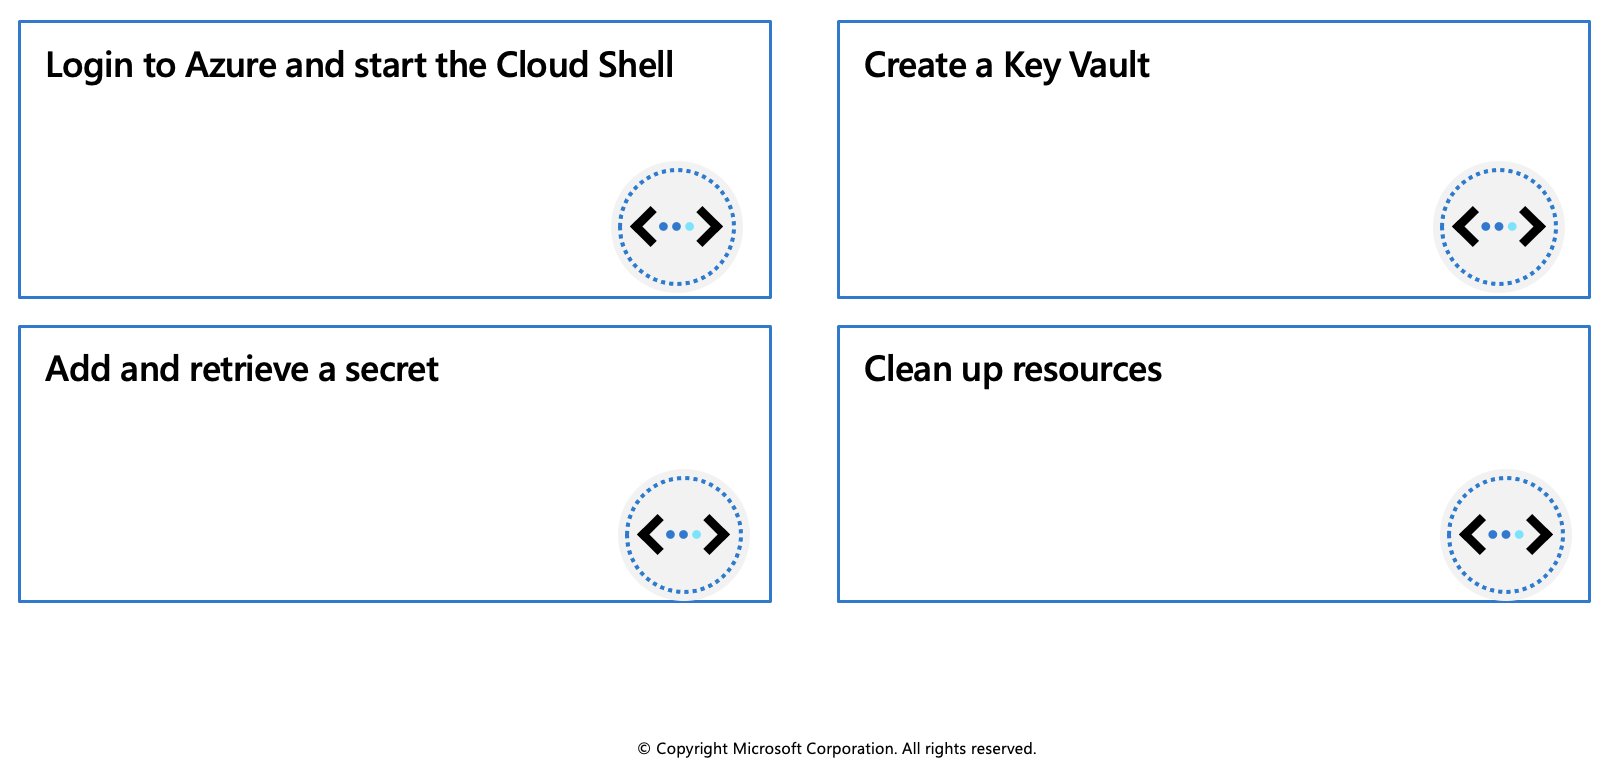 Login to Azure and start the Cloud Shell
Create a Key Vault
Add and retrieve a secret
Clean up resources
© Copyright Microsoft Corporation. All rights reserved.